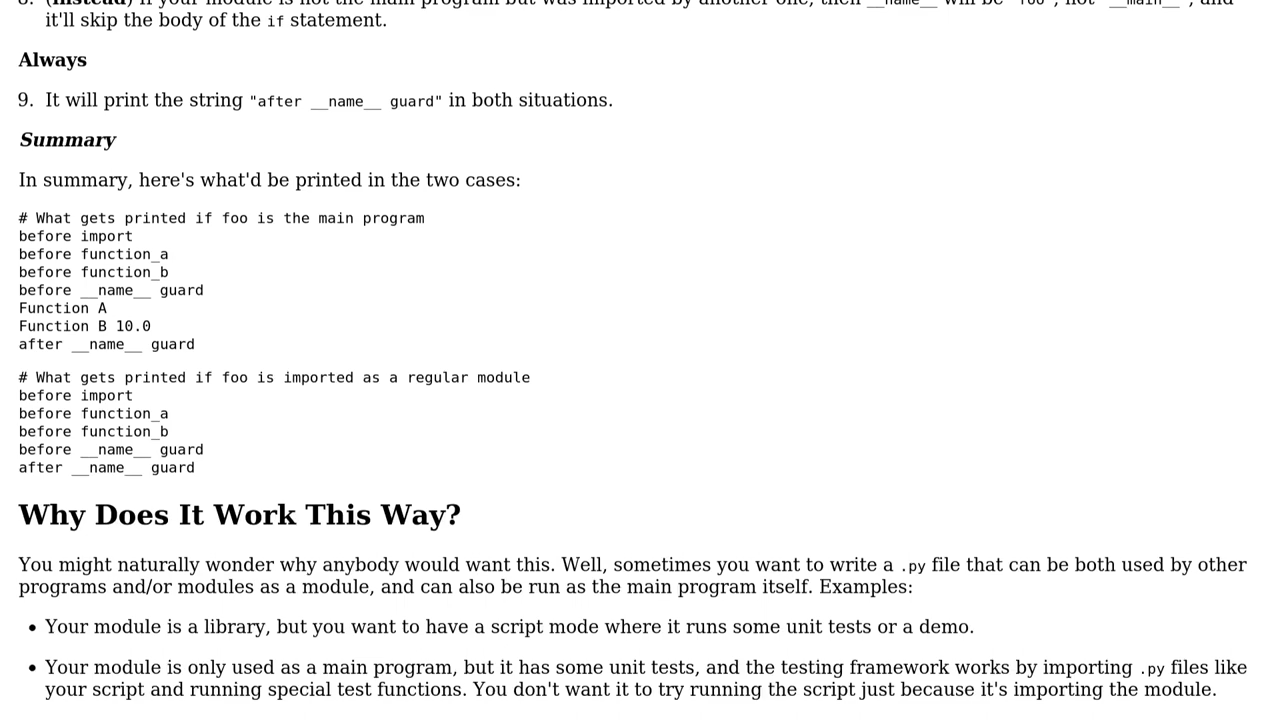 it'll skip the body of the if statement.
Always
9. It will print the string "after __name__ guard" in both situations.
Summary
In summary, here's what'd be printed in the two cases:
# What gets printed if foo is the main program
before import
before function_a
before function_b
before __name__ guard
Function A
Function B 10.0
after __name__ guard
# What gets printed if foo is imported as a regular module
before import
before function_a
before function_b
before __name__ guard
after __name__ guard
Why Does It Work This Way?
You might naturally wonder why anybody would want this. Well, sometimes you want to write a .py file that can be both used by other
programs and/or modules as a module, and can also be run as the main program itself. Examples:
• Your module is a library, but you want to have a script mode where it runs some unit tests or a demo.
• Your module is only used as a main program, but it has some unit tests, and the testing framework works by importing .py files like
your script and running special test functions. You don't want it to try running the script just because it's importing the module.